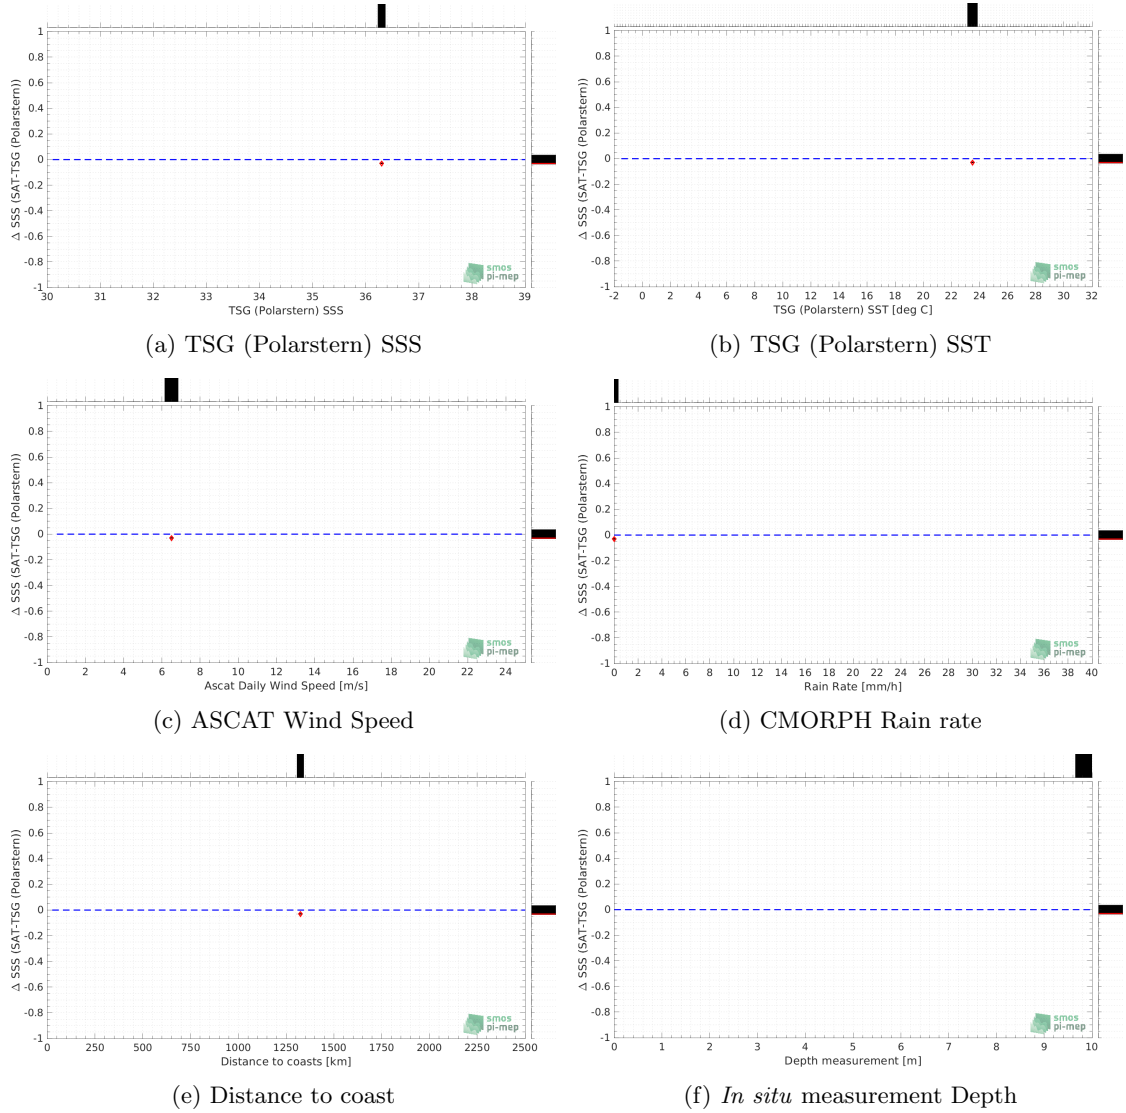 1
0.8
0.6
0.4
0.2
0
-0.2
-0.4
-0.6
-0.8
-1
Δ SSS (SAT-TSG (Polarstern))
smos
pi-mep
30 31 32 33 34 35 36 37 38 39
TSG (Polarstern) SSS
(a) TSG (Polarstern) SSS
1
0.8
0.6
0.4
0.2
0
-0.2
-0.4
-0.6
-0.8
-1
Δ SSS (SAT-TSG (Polarstern))
smos
pi-mep
-2 0 2 4 6 8 10 12 14 16 18 20 22 24 26 28 30 32
TSG (Polarstern) SST [deg C]
(b) TSG (Polarstern) SST
1
0.8
0.6
0.4
0.2
0
-0.2
-0.4
-0.6
-0.8
-1
Δ SSS (SAT-TSG (Polarstern))
smos
pi-mep
0 2 4 6 8 10 12 14 16 18 20 22 24
Ascat Daily Wind Speed [m/s]
(c) ASCAT Wind Speed
1
0.8
0.6
0.4
0.2
0
-0.2
-0.4
-0.6
-0.8
-1
Δ SSS (SAT-TSG (Polarstern))
smos
pi-mep
0 2 4 6 8 10 12 14 16 18 20 22 24 26 28 30 32 34 36 38 40
Rain Rate [mm/h]
(d) CMORPH Rain rate
1
0.8
0.6
0.4
0.2
0
-0.2
-0.4
-0.6
-0.8
-1
Δ SSS (SAT-TSG (Polarstern))
smos
pi-mep
0 250 500 750 1000 1250 1500 1750 2000 2250 2500
Distance to coasts [km]
(e) Distance to coast
1
0.8
0.6
0.4
0.2
0
-0.2
-0.4
-0.6
-0.8
-1
Δ SSS (SAT-TSG (Polarstern))
smos
pi-mep
0 1 2 3 4 5 6 7 8 9 10
Depth measurement [m]
(f) In situ measurement Depth